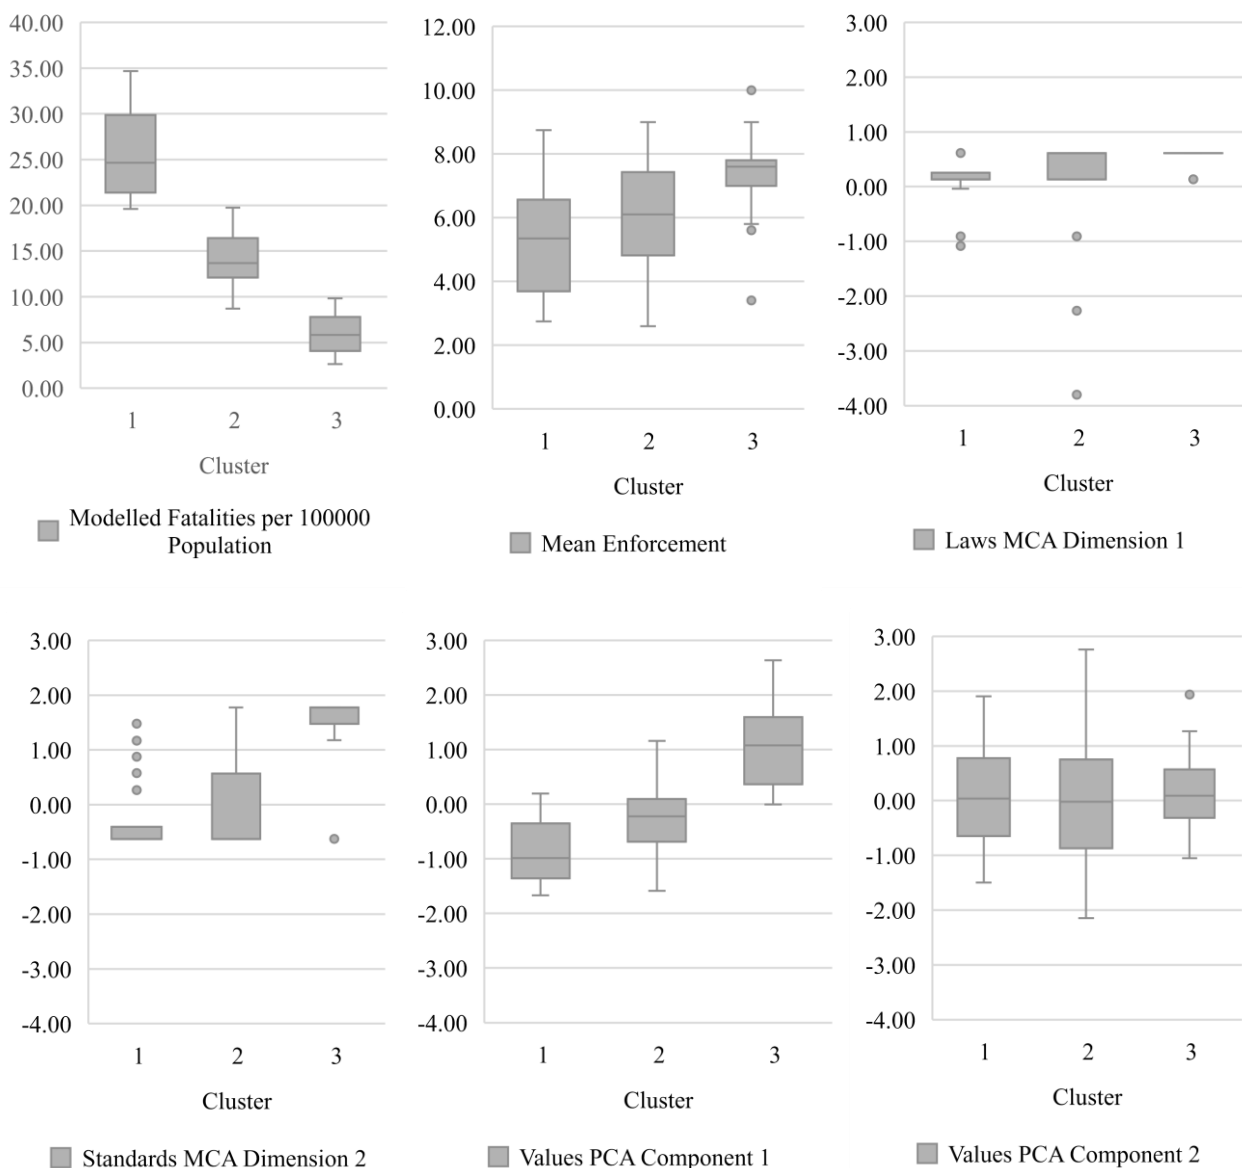 40.00
35.00
30.00
25.00
20.00
15.00
10.00
5.00
0.00
1 2 3
Cluster
Modelled Fatalities per 100000
Population
12.00
10.00
8.00
6.00
4.00
2.00
0.00
1 2 3
Cluster
Mean Enforcement
3.00
2.00
1.00
0.00
-1.00
-2.00
-3.00
-4.00
1 2 3
Cluster
Laws MCA Dimension 1
3.00
2.00
1.00
0.00
-1.00
-2.00
-3.00
-4.00
1 2 3
Cluster
Standards MCA Dimension 2
3.00
2.00
1.00
0.00
-1.00
-2.00
-3.00
-4.00
1 2 3
Cluster
Values PCA Component 1
3.00
2.00
1.00
0.00
-1.00
-2.00
-3.00
-4.00
1 2 3
Cluster
Values PCA Component 2